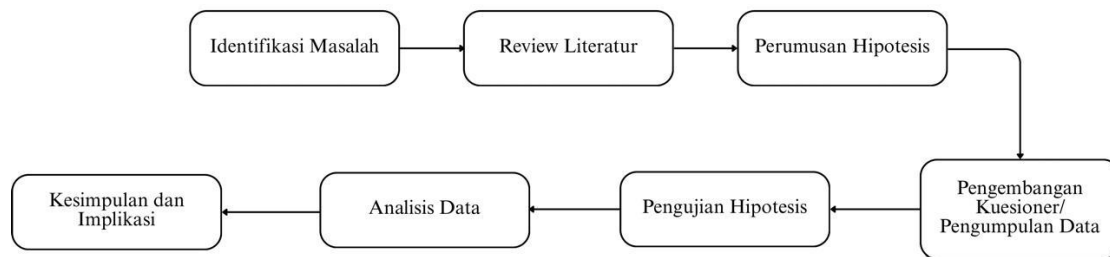 Identifikasi Masalah
Review Literatur
Perumusan Hipotesis
Pengembangan
Kuesioner/
Pengumpulan Data
Pengujian Hipotesis
Analisis Data
Kesimpulan dan
Implikasi